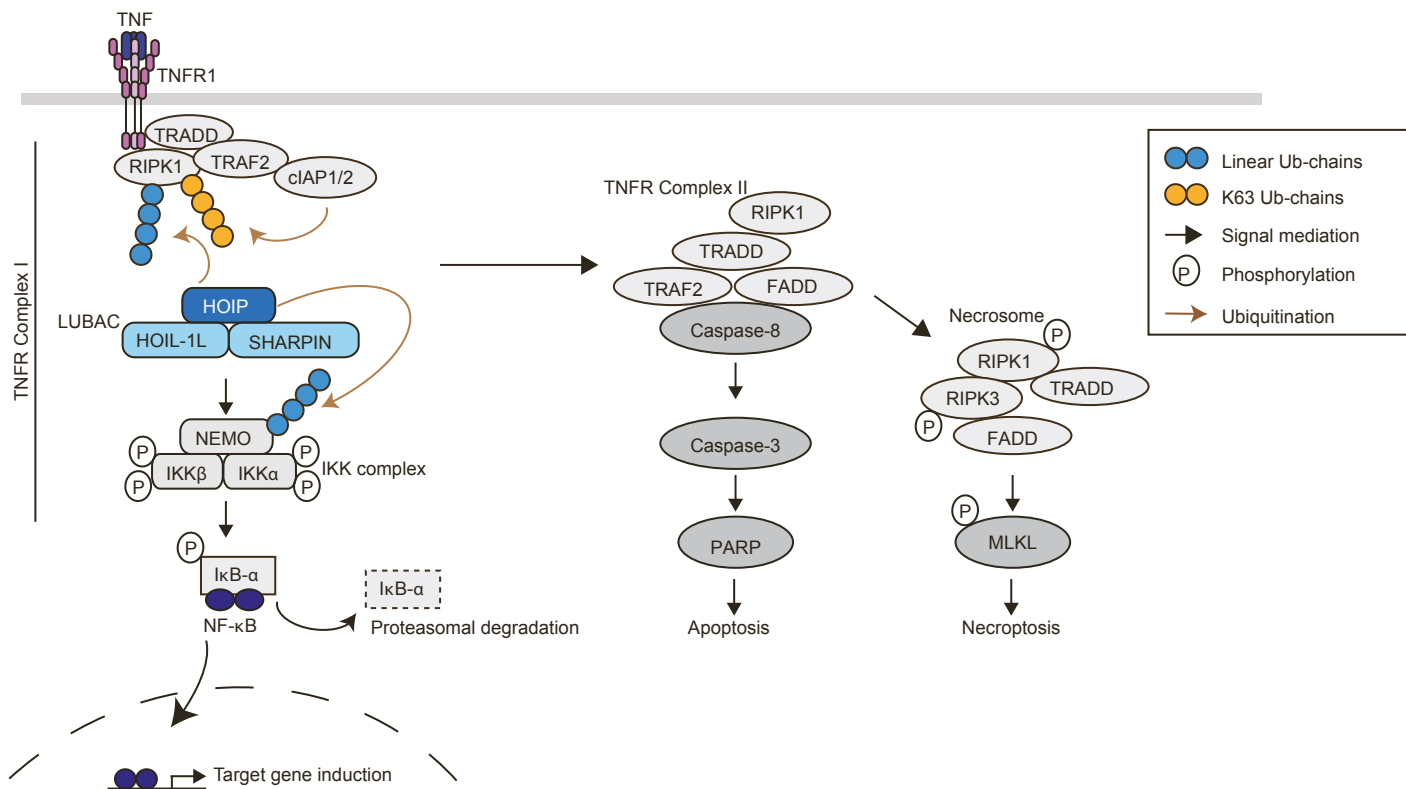 TNF
TNFR1
TRADD
RIPK1
TRAF2
cIAP1/2
TNFR Complex I
HOIP
LUBAC
HOIL-1L
SHARPIN
NEMO
P
P
P
P
IKKβ
IKKα
IKK complex
P
IκB-α
NF-κB
IκB-α
Proteasomal degradation
Target gene induction
TNFR Complex II
RIPK1
TRADD
TRAF2
FADD
Caspase-8
Caspase-3
PARP
Apoptosis
Necrosome
P
RIPK1
RIPK3
TRADD
P
FADD
P
MLKL
Necroptosis
Linear Ub-chains
K63 Ub-chains
Signal mediation
P
Phosphorylation
Ubiquitination